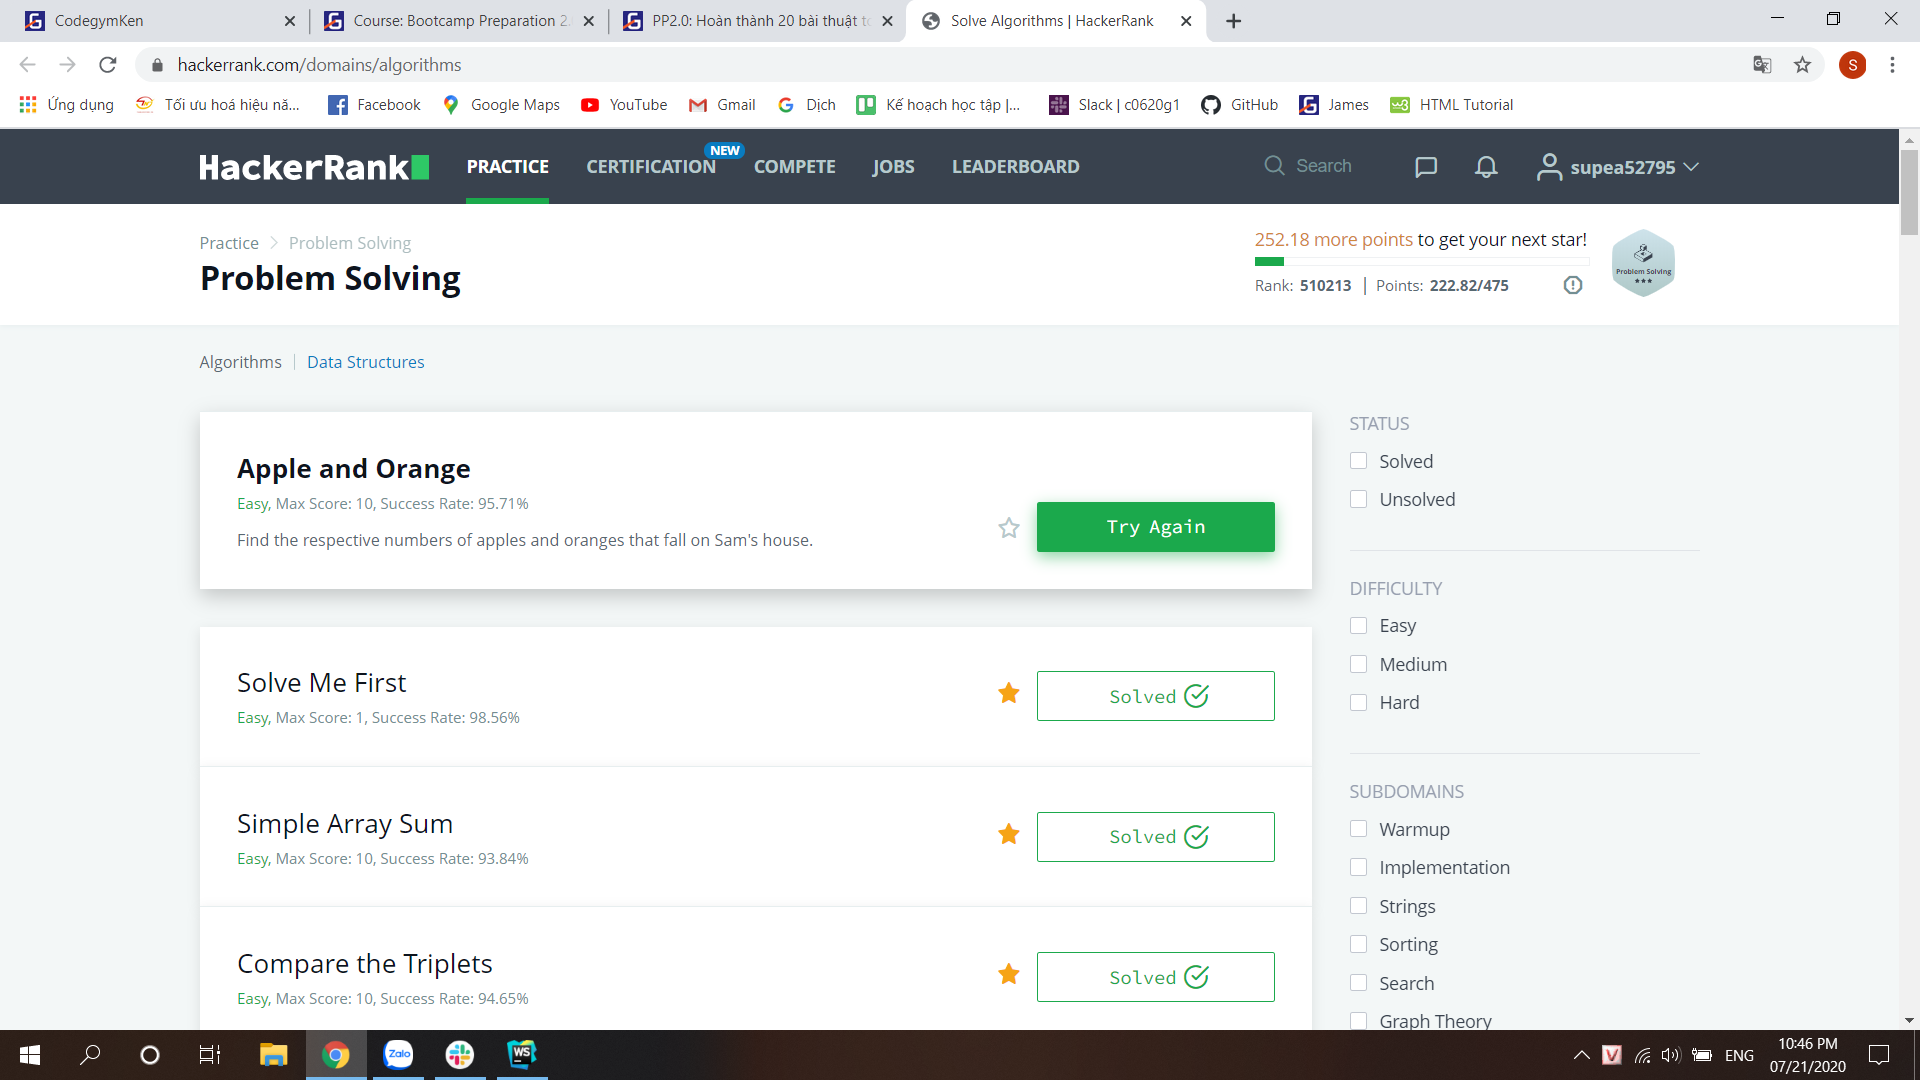 CodegymKen
Course: Bootcamp Preparation 2.
PP2.0: Hoàn thành 20 bài thuật to
Solve Algorithms | HackerRank
hackerrank.com/domains/algorithms
S
Ứng dụng
Tối ưu hoá hiệu nă...
Facebook
Google Maps
YouTube
Gmail
Dịch
Kế hoạch học tập |...
Slack | c0620g1
GitHub
James
HTML Tutorial
HackerRank
PRACTICE
CERTIFICATION
NEW
COMPETE
JOBS
LEADERBOARD
Search
supea52795
Practice
Problem Solving
Problem Solving
252.18 more points to get your next star!
Rank: 510213 | Points: 222.82/475
Problem Solving
Algorithms
Data Structures
Apple and Orange
Easy, Max Score: 10, Success Rate: 95.71%
Find the respective numbers of apples and oranges that fall on Sam's house.
Try Again
Solve Me First
Easy, Max Score: 1, Success Rate: 98.56%
Solved
Simple Array Sum
Easy, Max Score: 10, Success Rate: 93.84%
Solved
Compare the Triplets
Easy, Max Score: 10, Success Rate: 94.65%
Solved
STATUS
Solved
Unsolved
DIFFICULTY
Easy
Medium
Hard
SUBDOMAINS
Warmup
Implementation
Strings
Sorting
Search
Graph Theory
Zalo
WS
V
ENG
10:46 PM
07/21/2020